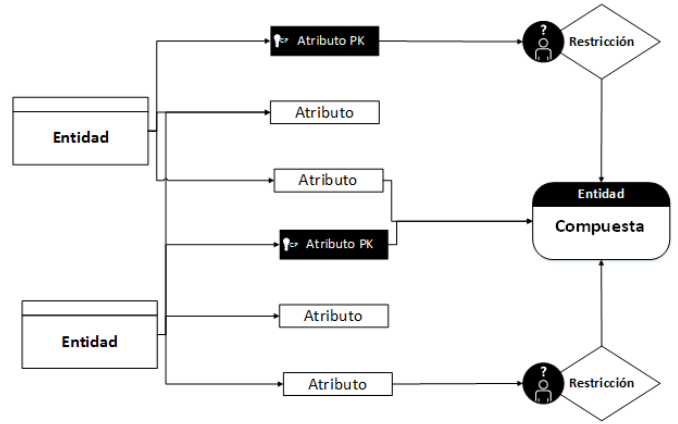 Atributo PK
?
Restricción
Entidad
Atributo
Atributo
Entidad
Compuesta
Atributo PK
Entidad
Atributo
Atributo
?
Restricción